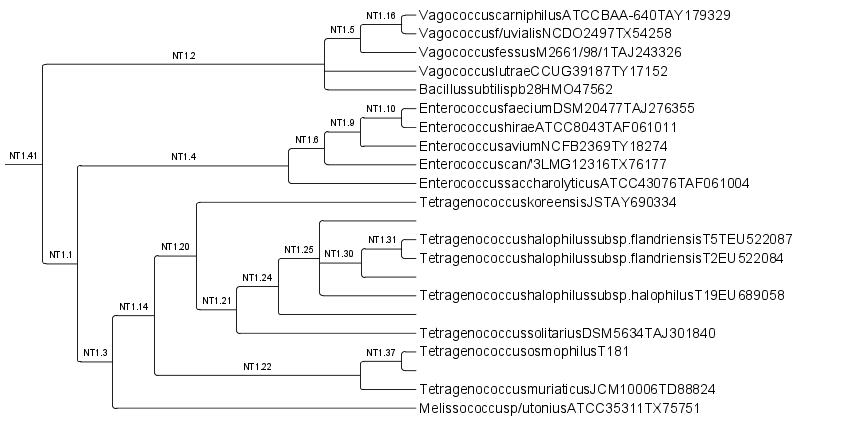 NT1.16
VagococcuscarniphilusATCCBAA-640TAY179329
NT1.5
Vagococcusf/uvialisNCDO2497TX54258
VagococcusfessusM2661/98/1TAJ243326
NT1.2
VagococcuslutraeCCUG39187TY17152
Bacillussubtilispb28HMO47562
NT1.10
EnterococcusfaeciumDSM20477TAJ276355
NT1.9
EnterococcushiraeATCC8043TAF061011
NT1.6
EnterococcusaviumNCFB2369TY18274
NT1.41
NT1.4
Enterococcuscan/'3LMG12316TX76177
EnterococcussaccharolyticusATCC43076TAF061004
TetragenococcuskoreensisJSTAY690334
NT1.31
Tetragenococcushalophilussubsp.flandriensisT5TEU522087
NT1.20
NT1.25
NT1.30
Tetragenococcushalophilussubsp.flandriensisT2EU522084
NT1.1
NT1.24
Tetragenococcushalophilussubsp.halophilusT19EU689058
NT1.21
NT1.14
TetragenococcussolitariusDSM5634TAJ301840
NT1.3
NT1.37
TetragenococcusosmophilusT181
NT1.22
TetragenococcusmuriaticusJCM10006TD88824
Melissococcusp/utoniusATCC35311TX75751